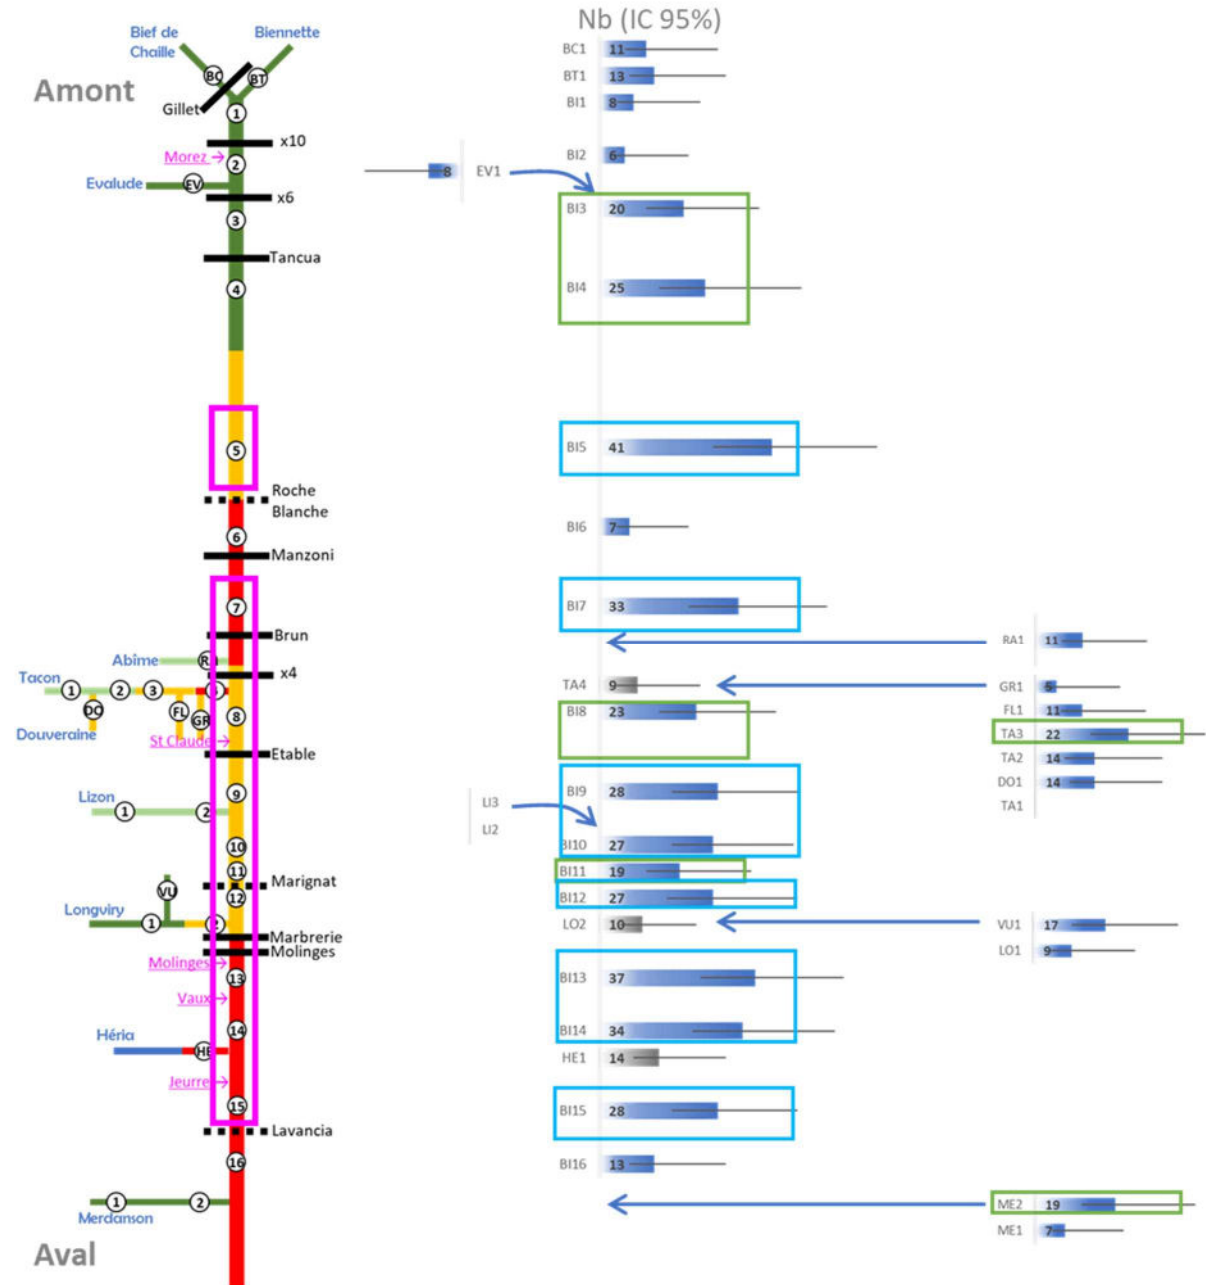 Nb (IC 95%)
Amont
Bief de
Chaille
Biennette
BC
BT
Gillet
1
x10
Morez →
2
Evalude
EV
x6
3
Tancua
4
5
Roche
Blanche
6
Manzoni
7
Brun
Abîme
x4
Tacon
1
2
3
DO
FL
GR
8
Douveraine
St Claude→
Etable
Lizon
1
2
9
10
11
Marignat
12
VU
Longviry
1
2
Marbrerie
Molinges
Molinges→
13
Vaux→
14
Héria
HE
Jeurre→
15
Lavancia
16
1
2
Merdanson
Aval
BC1 11
BT1 13
BI1 8
BI2 6
8 EV1
BI3 20
BI4 25
BI5 41
BI6 7
BI7 33
RA1 11
TA4 9
BI8 23
GR1 5
FL1 11
TA3 22
TA2 14
DO1 14
TA1
BI9 28
LI3
LI2
BI10 27
BI11 19
BI12 27
LO2 10
VU1 17
LO1 9
BI13 37
BI14 34
HE1 14
BI15 28
BI16 13
ME2 19
ME1 7